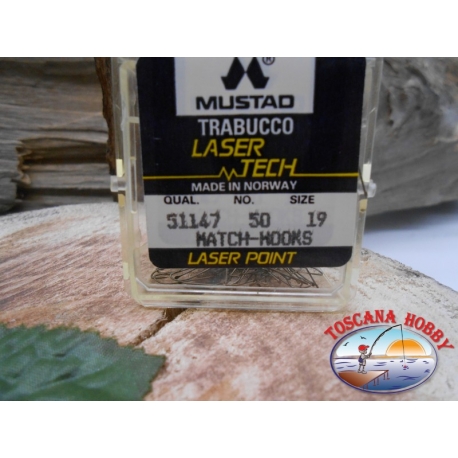 ®
MUSTAD
TRABUCCO
LASER
TECH
MADE IN NORWAY
QUAL. NO. SIZE
51147 50 19
MATCH-HOOKS
LASER POINT
TOSCANA HOBBY